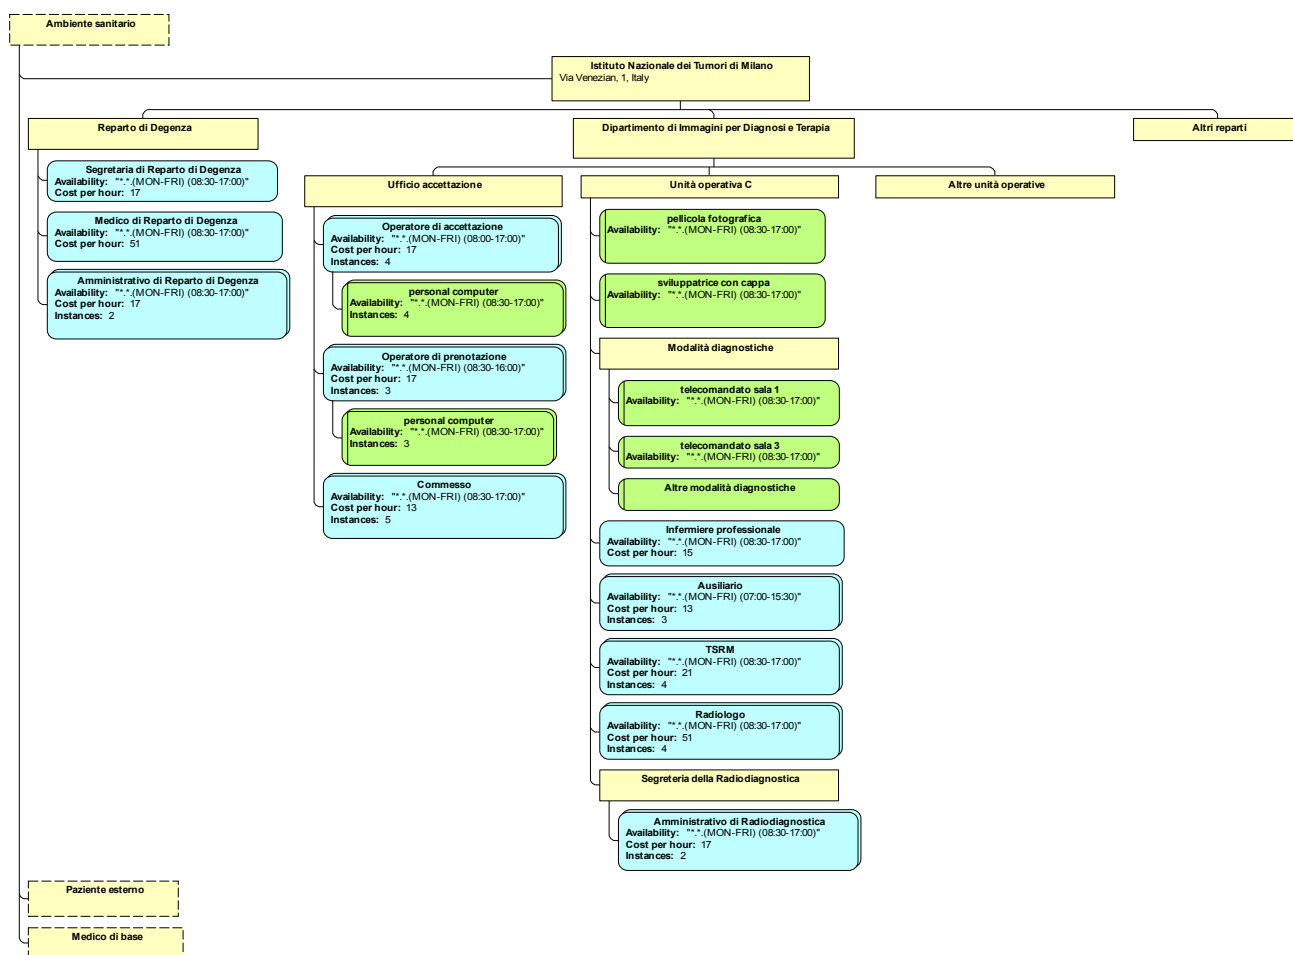 Ambiente sanitario
Istituto Nazionale dei Tumori di Milano
Via Venezian, 1, Italy
Reparto di Degenza
Segretaria di Reparto di Degenza
Availability: "*.*.(MON-FRI) (08:30-17:00)"
Cost per hour: 17
Medico di Reparto di Degenza
Availability: "*.*.(MON-FRI) (08:30-17:00)"
Cost per hour: 51
Amministrativo di Reparto di Degenza
Availability: "*.*.(MON-FRI) (08:30-17:00)"
Cost per hour: 17
Instances: 2
Dipartimento di Immagini per Diagnosi e Terapia
Ufficio accettazione
Operatore di accettazione
Availability: "*.*.(MON-FRI) (08:00-17:00)"
Cost per hour: 17
Instances: 4
personal computer
Availability: "*.*.(MON-FRI) (08:30-17:00)"
Instances: 4
Operatore di prenotazione
Availability: "*.*.(MON-FRI) (08:30-16:00)"
Cost per hour: 17
Instances: 3
personal computer
Availability: "*.*.(MON-FRI) (08:30-17:00)"
Instances: 3
Commesso
Availability: "*.*.(MON-FRI) (08:30-17:00)"
Cost per hour: 13
Instances: 5
Unità operativa C
pellicola fotografica
Availability: "*.*.(MON-FRI) (08:30-17:00)"
sviluppatrice con cappa
Availability: "*.*.(MON-FRI) (08:30-17:00)"
Modalità diagnostiche
telecomandato sala 1
Availability: "*.*.(MON-FRI) (08:30-17:00)"
telecomandato sala 3
Availability: "*.*.(MON-FRI) (08:30-17:00)"
Altre modalità diagnostiche
Infermiere professionale
Availability: "*.*.(MON-FRI) (08:30-17:00)"
Cost per hour: 15
Ausiliario
Availability: "*.*.(MON-FRI) (07:00-15:30)"
Cost per hour: 13
Instances: 3
TSRM
Availability: "*.*.(MON-FRI) (08:30-17:00)"
Cost per hour: 21
Instances: 4
Radiologo
Availability: "*.*.(MON-FRI) (08:30-17:00)"
Cost per hour: 51
Instances: 4
Segreteria della Radiodiagnostica
Amministrativo di Radiodiagnostica
Availability: "*.*.(MON-FRI) (08:30-17:00)"
Cost per hour: 17
Instances: 2
Altre unità operative
Altri reparti
Paziente esterno
Medico di base